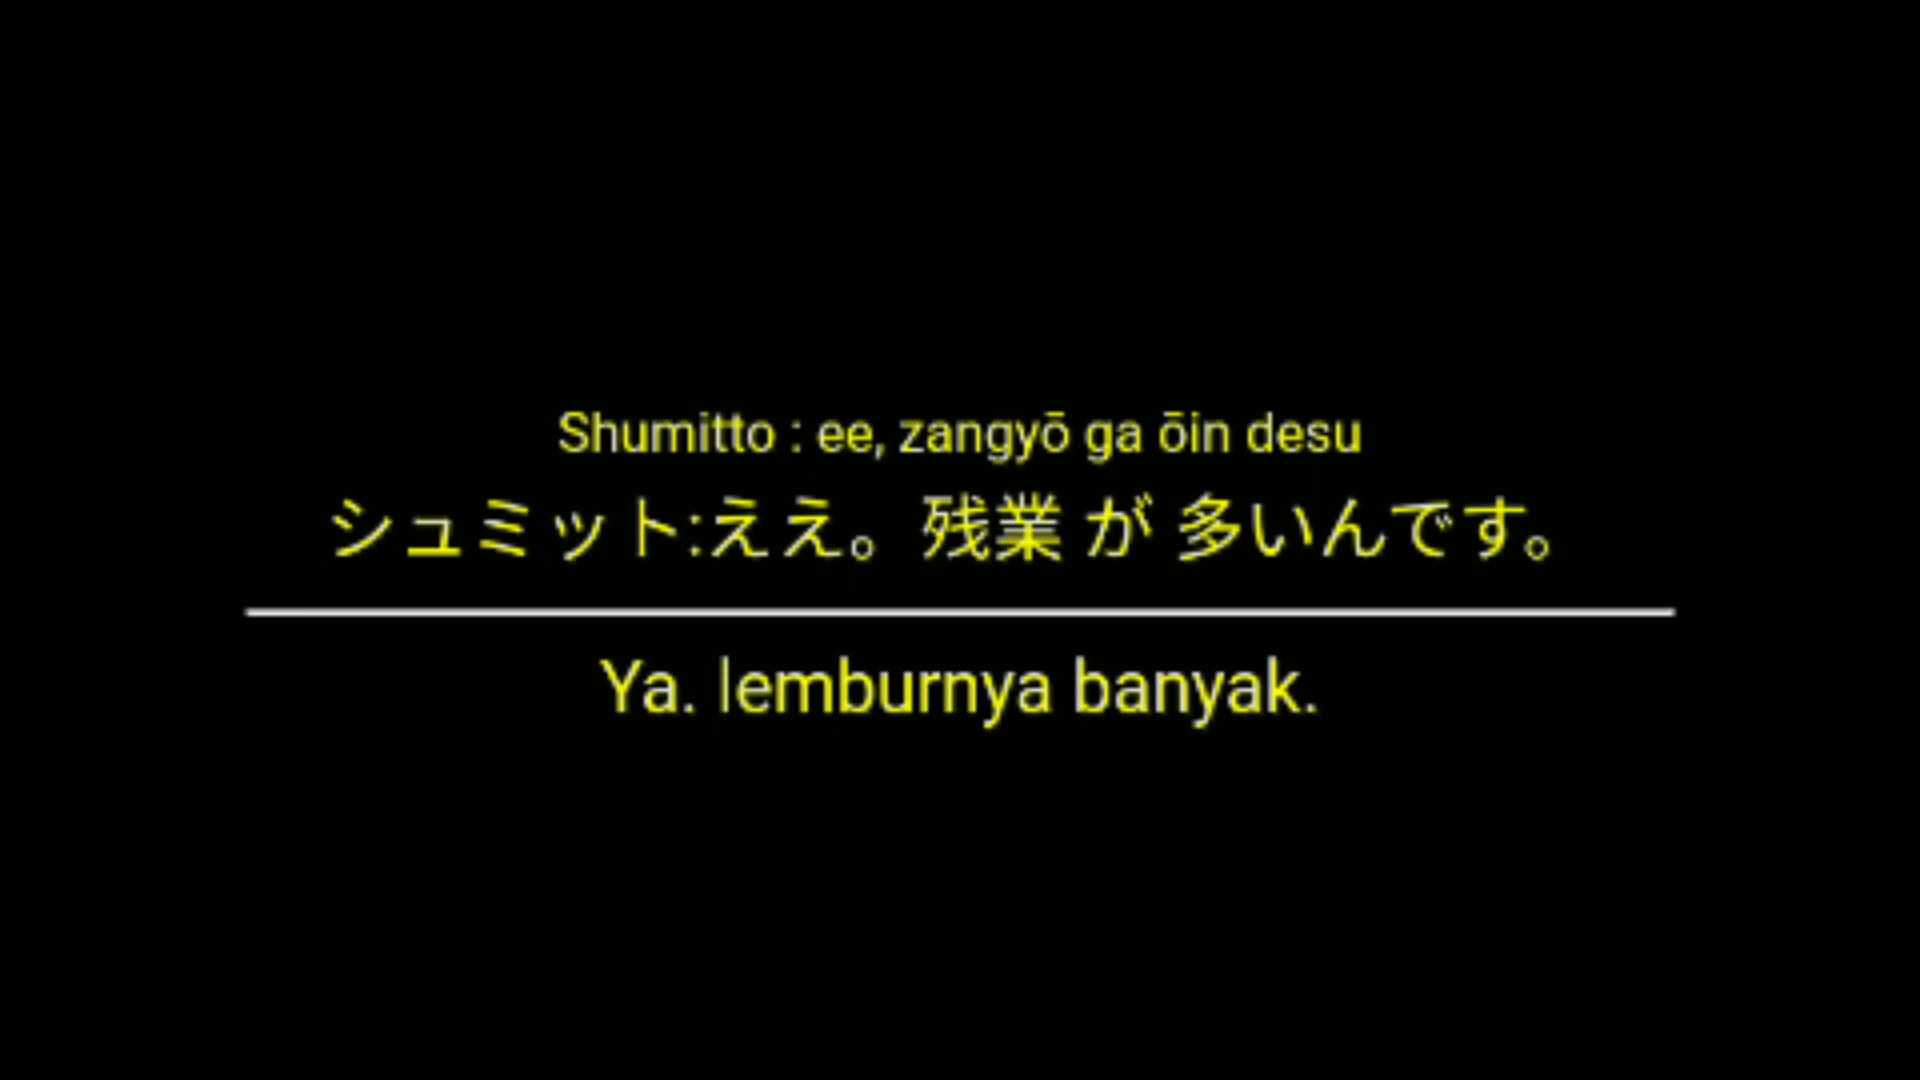 Shumitto : ee, zangyō ga ōin desu
シュミット:ええ。残業 が 多いんです。
Ya. lemburnya banyak.